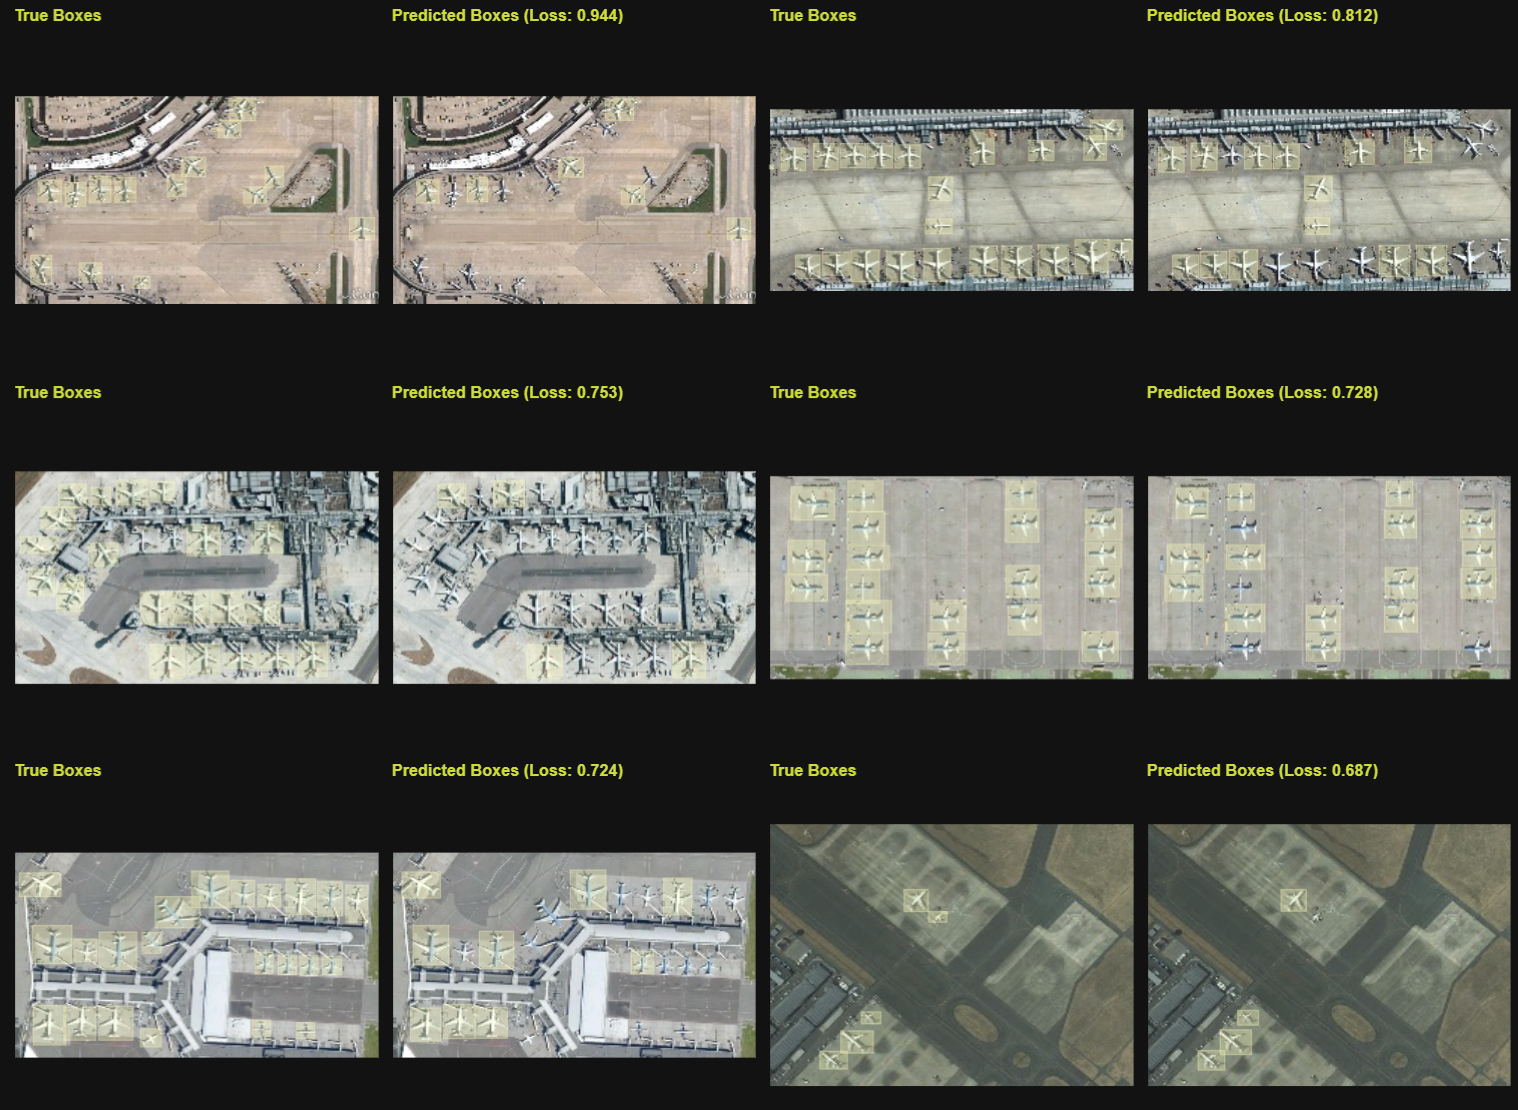 True Boxes
Predicted Boxes (Loss: 0.944)
True Boxes
Predicted Boxes (Loss: 0.812)
True Boxes
Predicted Boxes (Loss: 0.753)
True Boxes
Predicted Boxes (Loss: 0.728)
True Boxes
Predicted Boxes (Loss: 0.724)
True Boxes
Predicted Boxes (Loss: 0.687)